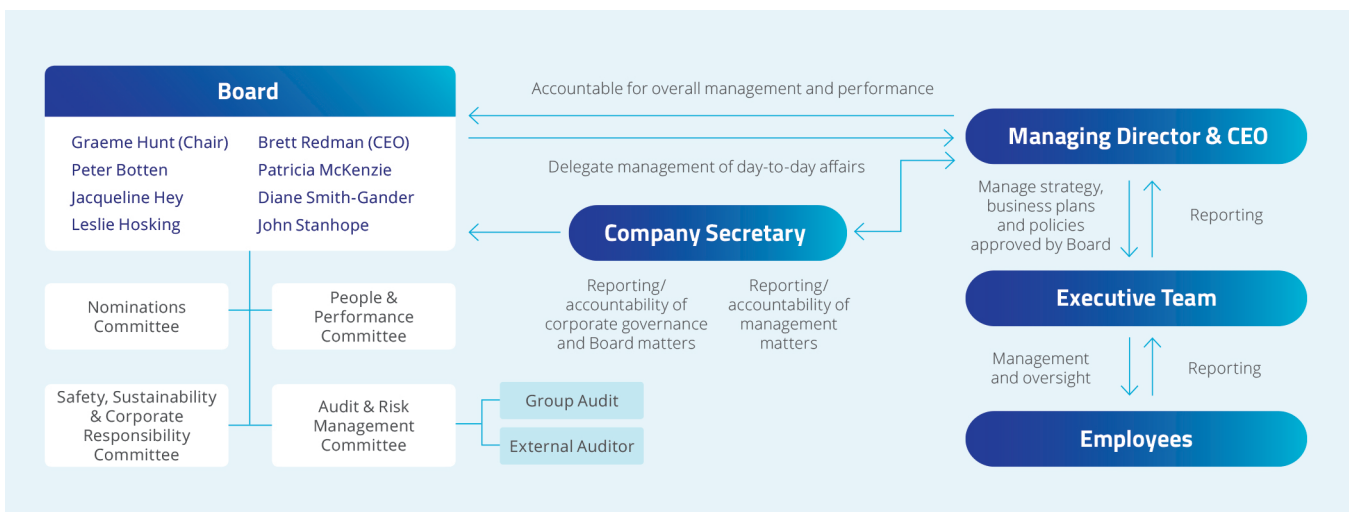 Board
Graeme Hunt (Chair)
Peter Botten
Jacqueline Hey
Leslie Hosking
Brett Redman (CEO)
Patricia McKenzie
Diane Smith-Gander
John Stanhope
Nominations
Committee
People &
Performance
Committee
Safety, Sustainability
& Corporate
Responsibility
Committee
Audit & Risk
Management
Committee
Group Audit
External Auditor
Accountable for overall management and performance
Delegate management of day-to-day affairs
Company Secretary
Reporting/
accountability of
corporate governance
and Board matters
Reporting/
accountability of
management
matters
Managing Director & CEO
Manage strategy,
business plans
and policies
approved by Board
Reporting
Executive Team
Management
and oversight
Reporting
Employees